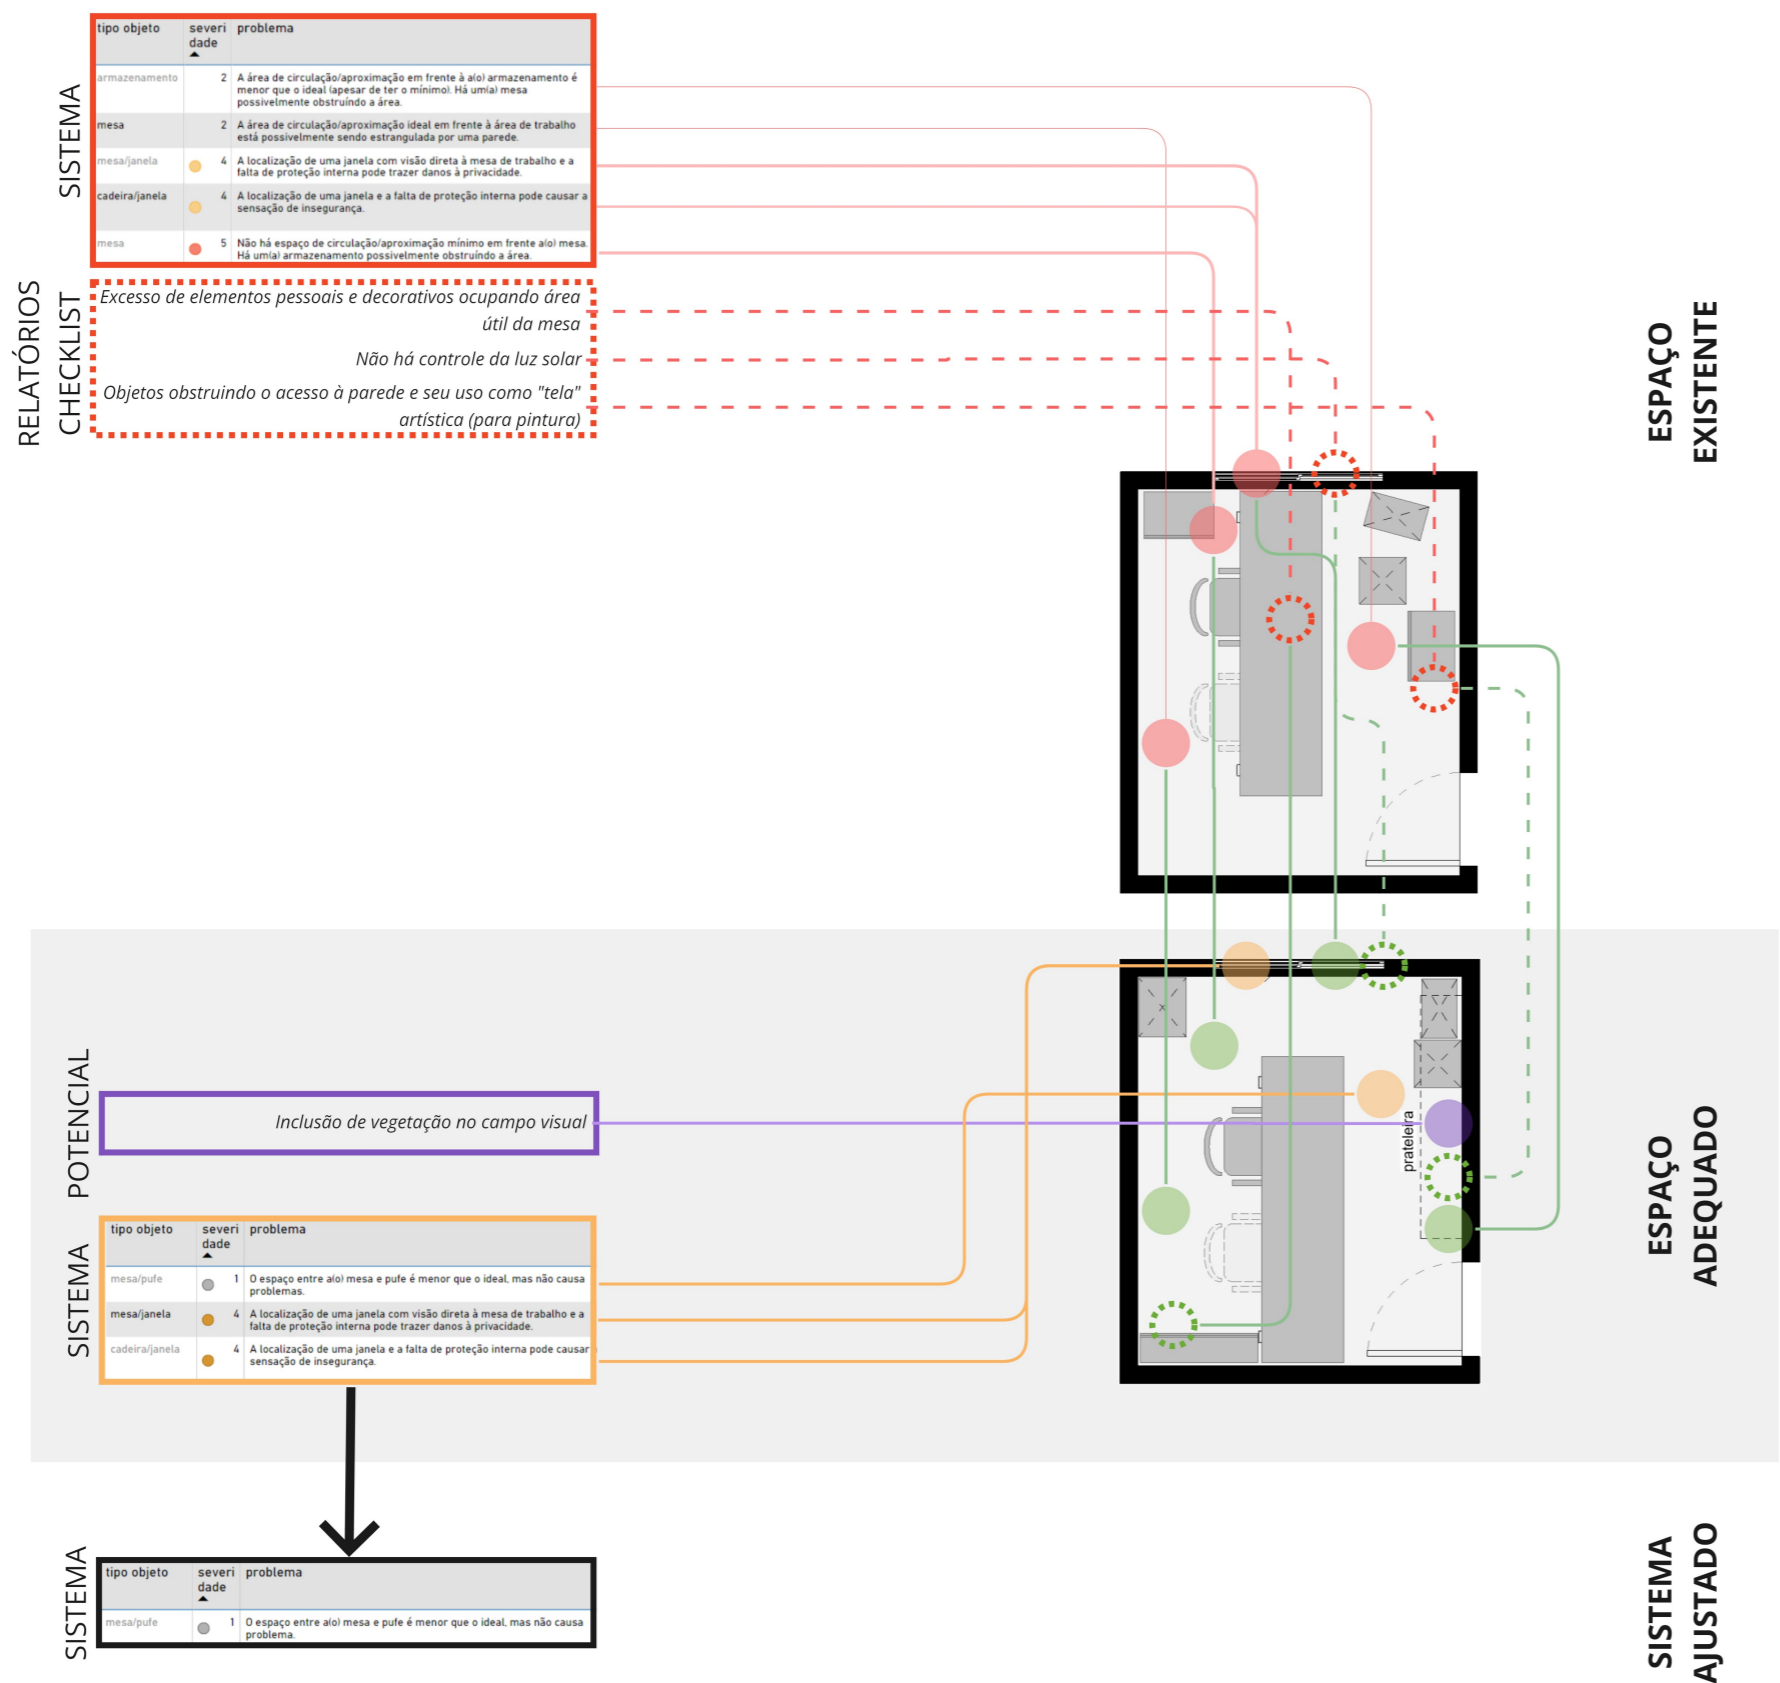 RELATÓRIOS
SISTEMA
tipo objeto severi problema
dade
armazenamento 2 A área de circulação/aproximação em frente à a(o) armazenamento é
menor que o ideal (apesar de ter o mínimo). Há um(a) mesa
possivelmente obstruíndo a área.
mesa 2 A área de circulação/aproximação ideal em frente à área de trabalho
está possivelmente sendo estrangulada por uma parede.
mesa/janela 4 A localização de uma janela com visão direta à mesa de trabalho e a
falta de proteção interna pode trazer danos à privacidade.
cadeira/janela 4 A localização de uma janela e a falta de proteção interna pode causar a
sensação de insegurança.
mesa 5 Não há espaço de circulação/aproximação mínimo em frente a(o) mesa.
Há um(a) armazenamento possivelmente obstruíndo a área.
CHECKLIST
Excesso de elementos pessoais e decorativos ocupando área
útil da mesa
Não há controle da luz solar
Objetos obstruindo o acesso à parede e seu uso como "tela"
artística (para pintura)
ESPAÇO
EXISTENTE
POTENCIAL
Inclusão de vegetação no campo visual
prateleira
ESPAÇO
ADEQUADO
SISTEMA
tipo objeto severi problema
dade
mesa/pufe 1 O espaço entre a(o) mesa e pufe é menor que o ideal, mas não causa
problemas.
mesa/janela 4 A localização de uma janela com visão direta à mesa de trabalho e a
falta de proteção interna pode trazer danos à privacidade.
cadeira/janela 4 A localização de uma janela e a falta de proteção interna pode causar
sensação de insegurança.
SISTEMA
tipo objeto severi problema
dade
mesa/pufe 1 O espaço entre a(o) mesa e pufe é menor que o ideal, mas não causa
problema.
SISTEMA
AJUSTADO